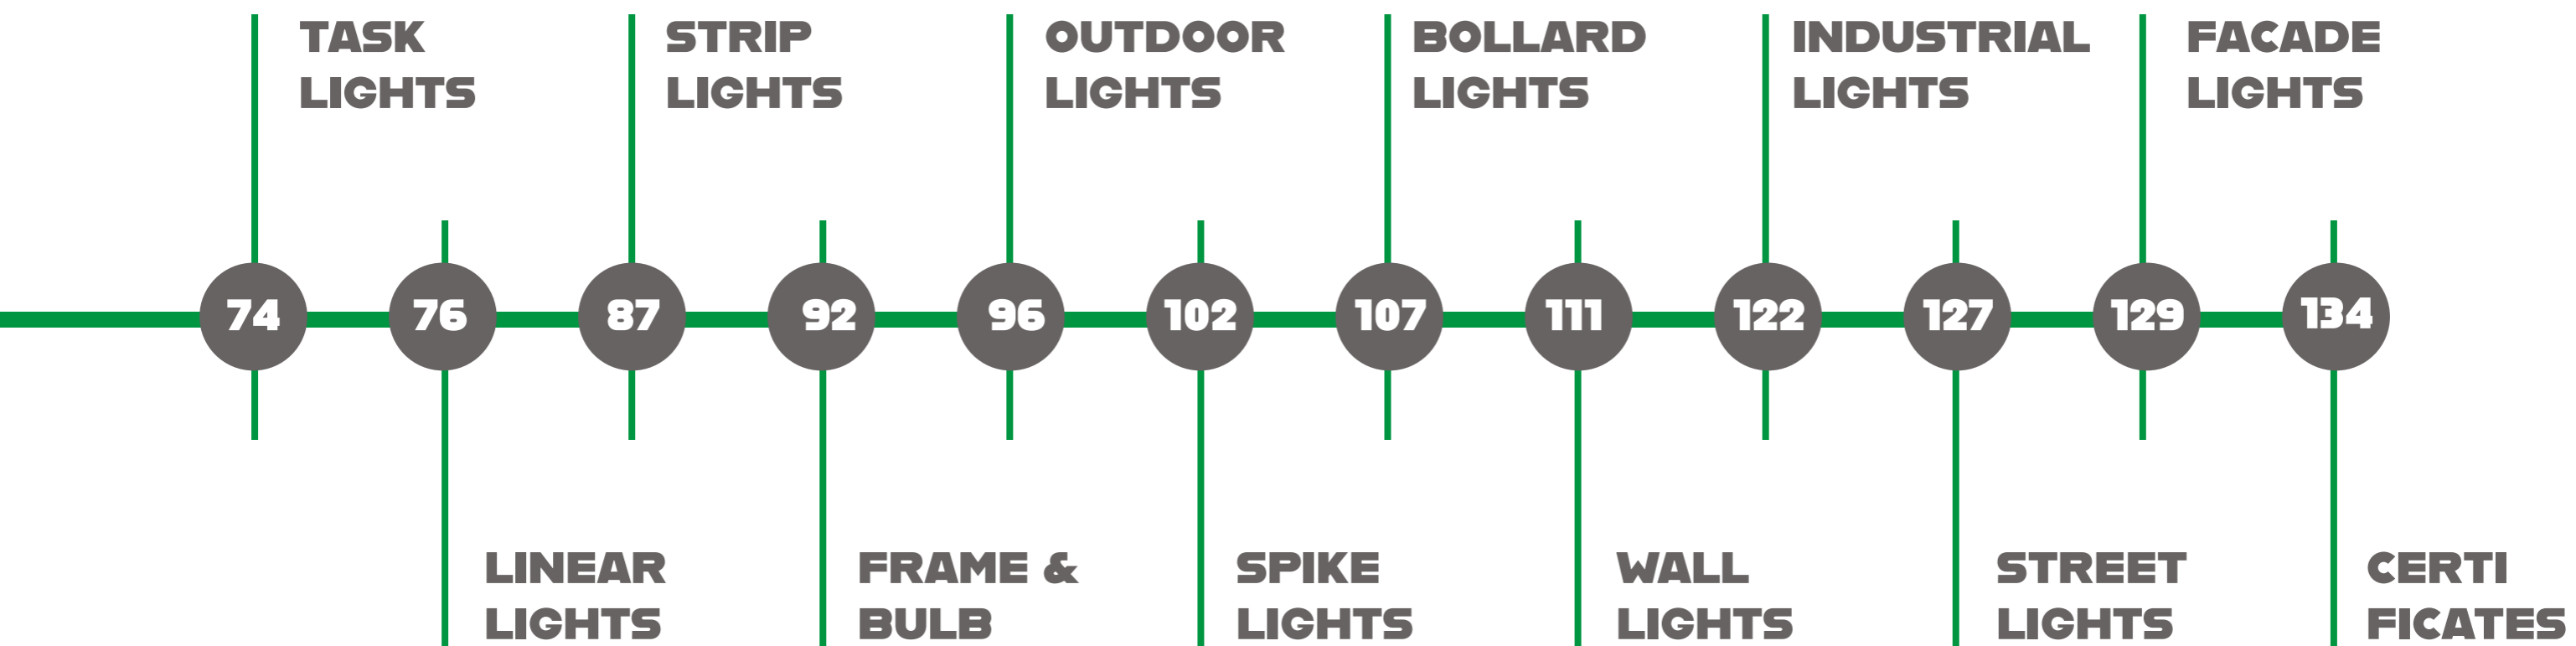 TASK
LIGHTS
STRIP
LIGHTS
OUTDOOR
LIGHTS
BOLLARD
LIGHTS
INDUSTRIAL
LIGHTS
FACADE
LIGHTS
74
76
87
92
96
102
107
111
122
127
129
134
LINEAR
LIGHTS
FRAME &
BULB
SPIKE
LIGHTS
WALL
LIGHTS
STREET
LIGHTS
CERTI
FICATES